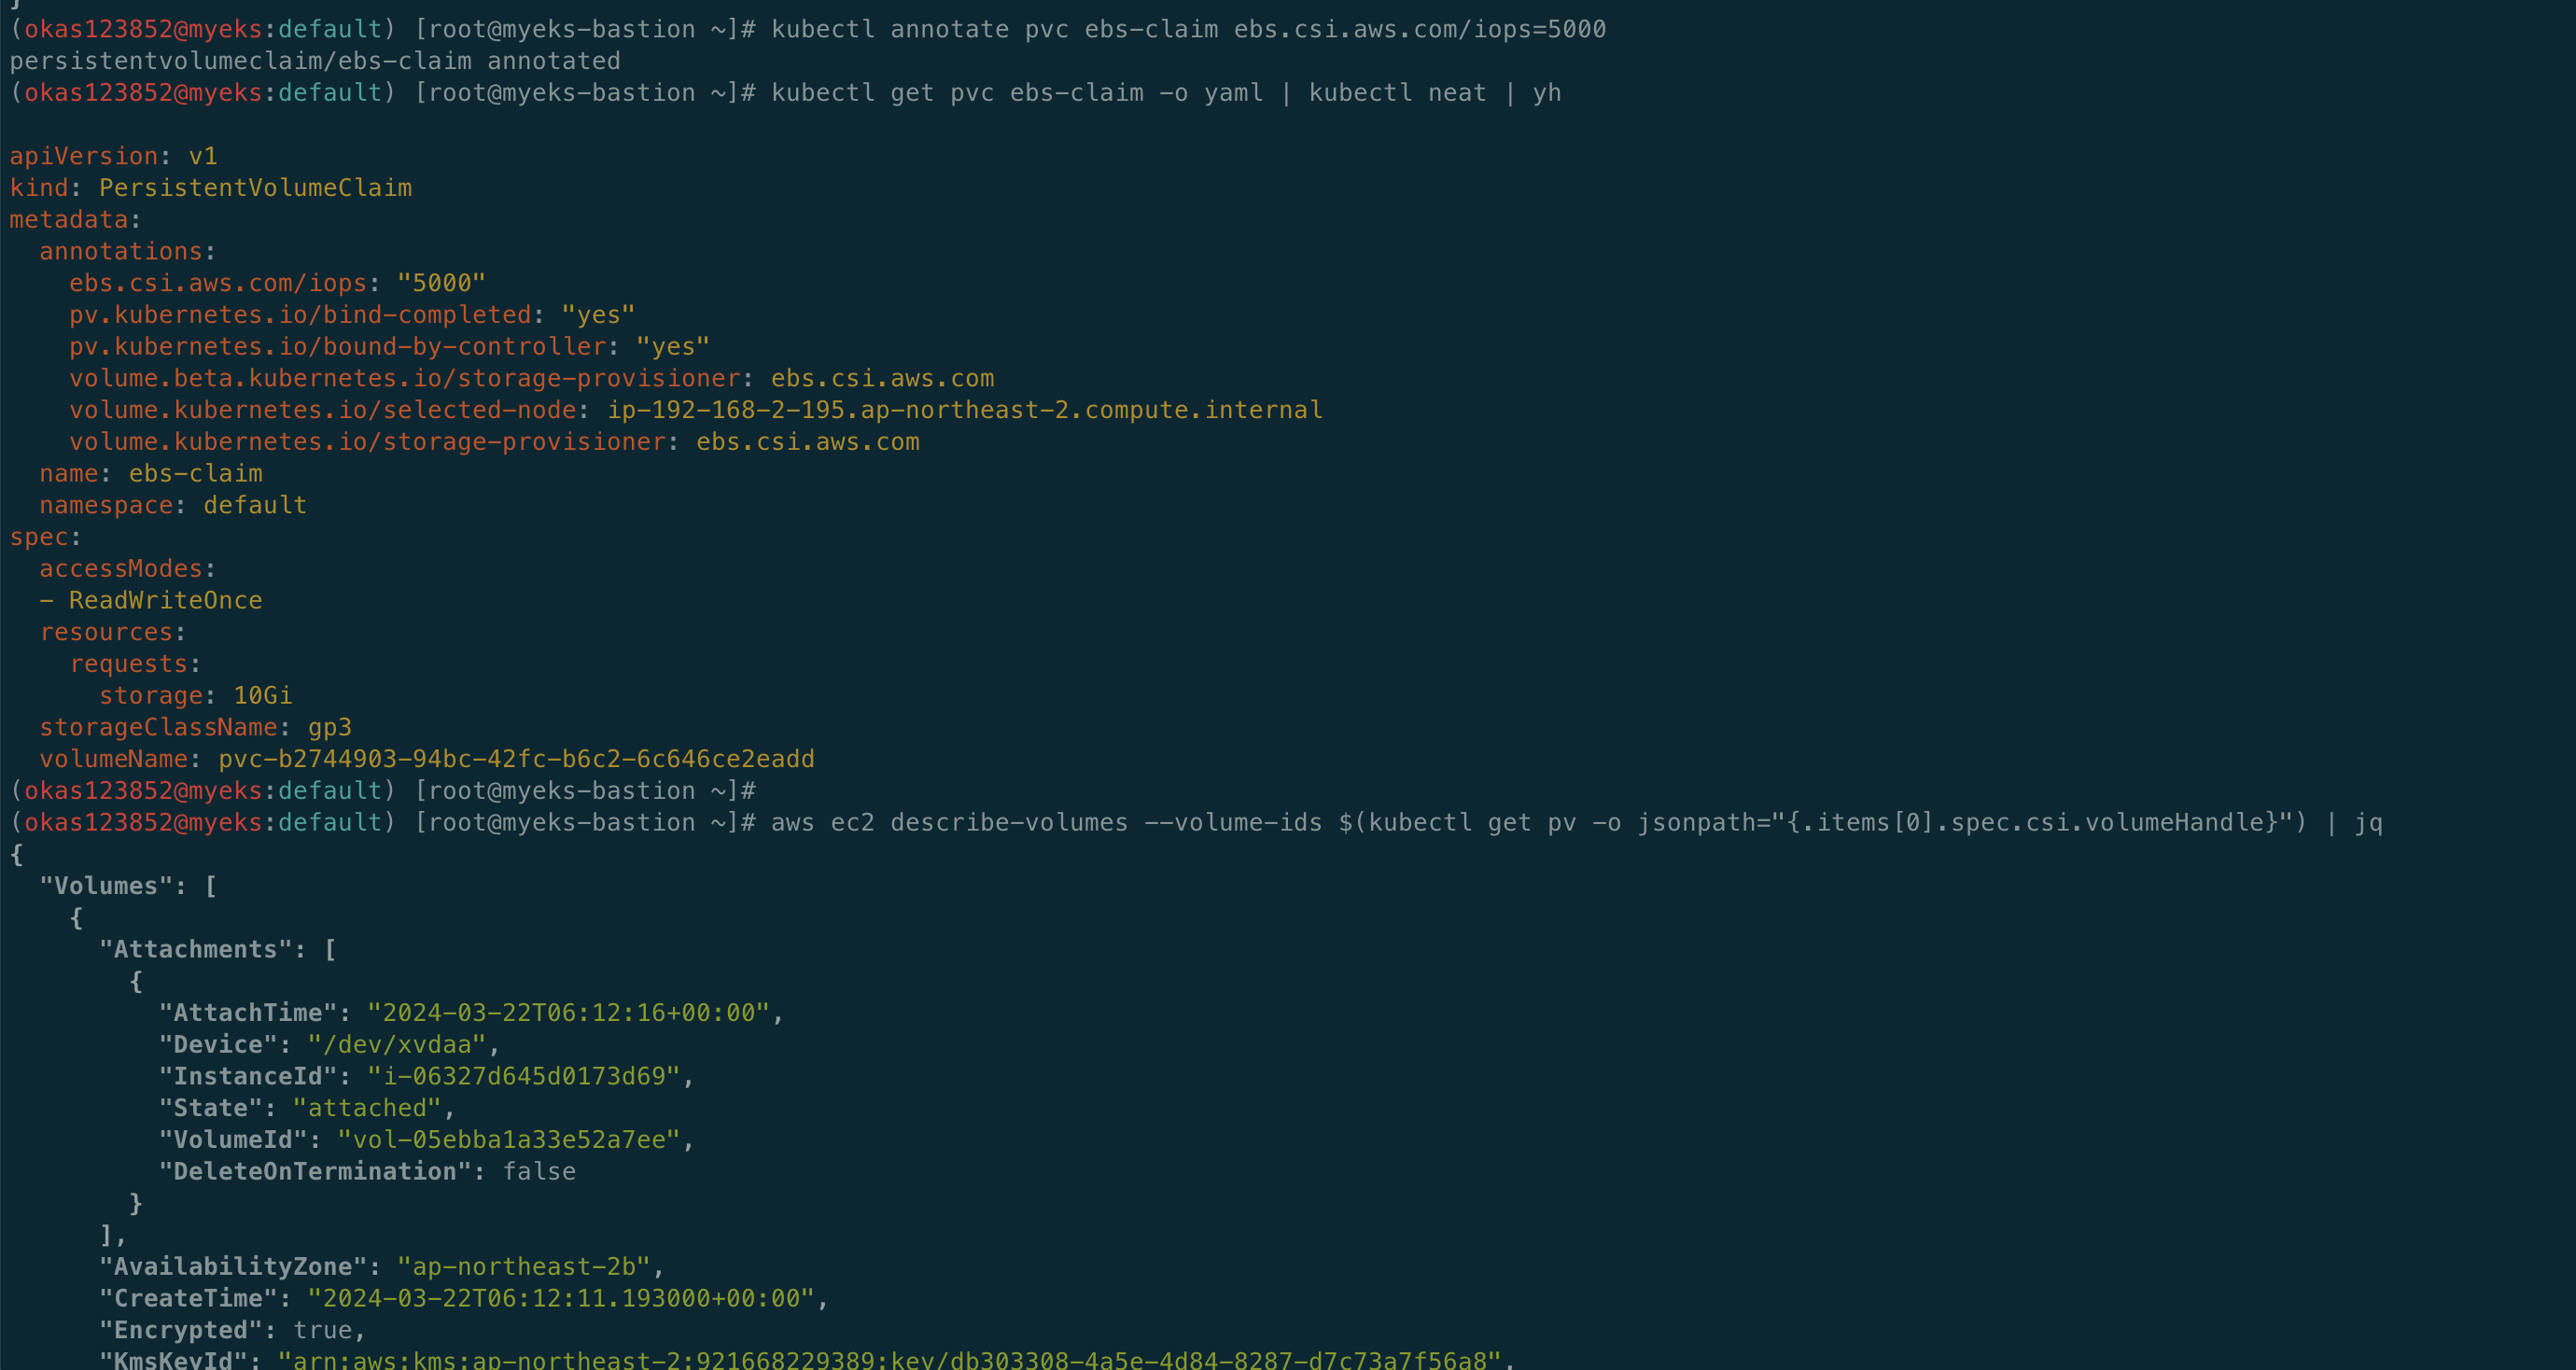 }
(okas123852@myeks:default) [root@myeks-bastion ~]# kubectl annotate pvc ebs-claim ebs.csi.aws.com/iops=5000
persistentvolumeclaim/ebs-claim annotated
(okas123852@myeks:default) [root@myeks-bastion ~]# kubectl get pvc ebs-claim -o yaml | kubectl neat | yh
apiVersion: v1
kind: PersistentVolumeClaim
metadata:
  annotations:
    ebs.csi.aws.com/iops: "5000"
    pv.kubernetes.io/bind-completed: "yes"
    pv.kubernetes.io/bound-by-controller: "yes"
    volume.beta.kubernetes.io/storage-provisioner: ebs.csi.aws.com
    volume.kubernetes.io/selected-node: ip-192-168-2-195.ap-northeast-2.compute.internal
    volume.kubernetes.io/storage-provisioner: ebs.csi.aws.com
  name: ebs-claim
  namespace: default
spec:
  accessModes:
  - ReadWriteOnce
  resources:
    requests:
      storage: 10Gi
  storageClassName: gp3
  volumeName: pvc-b2744903-94bc-42fc-b6c2-6c646ce2eadd
(okas123852@myeks:default) [root@myeks-bastion ~]#
(okas123852@myeks:default) [root@myeks-bastion ~]# aws ec2 describe-volumes --volume-ids $(kubectl get pv -o jsonpath="{.items[0].spec.csi.volumeHandle}") | jq
{
  "Volumes": [
    {
      "Attachments": [
        {
          "AttachTime": "2024-03-22T06:12:16+00:00",
          "Device": "/dev/xvdaa",
          "InstanceId": "i-06327d645d0173d69",
          "State": "attached",
          "VolumeId": "vol-05ebba1a33e52a7ee",
          "DeleteOnTermination": false
        }
      ],
      "AvailabilityZone": "ap-northeast-2b",
      "CreateTime": "2024-03-22T06:12:11.193000+00:00",
      "Encrypted": true,
      "KmsKeyId": "arn:aws:kms:ap-northeast-2:921668229389:key/db303308-4a5e-4d84-8287-d7c73a7f56a8",